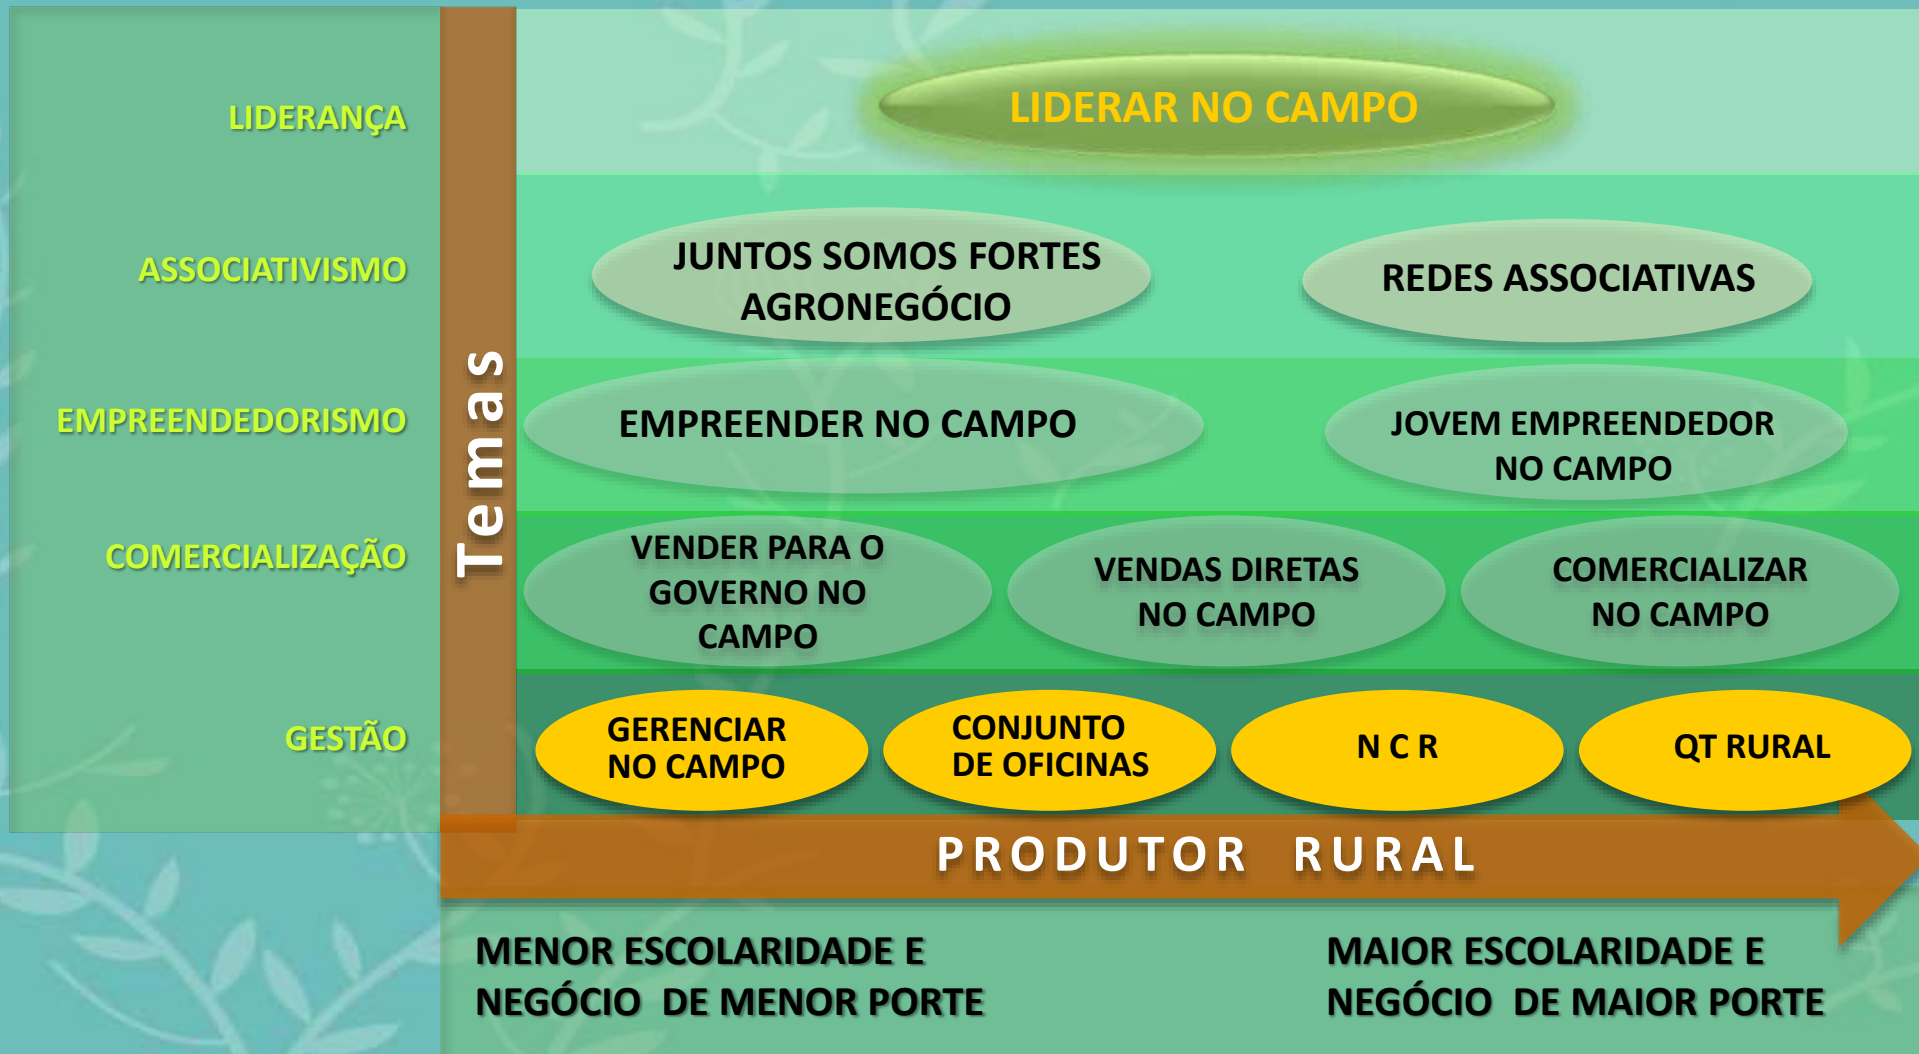 LIDERANÇA
LIDERAR NO CAMPO
ASSOCIATIVISMO
JUNTOS SOMOS FORTES
AGRONEGÓCIO
REDES ASSOCIATIVAS
Temas
EMPREENDEDORISMO
EMPREENDER NO CAMPO
JOVEM EMPREENDEDOR
NO CAMPO
COMERCIALIZAÇÃO
VENDER PARA O
GOVERNO NO
CAMPO
VENDAS DIRETAS
NO CAMPO
COMERCIALIZAR
NO CAMPO
GESTÃO
GERENCIAR
NO CAMPO
CONJUNTO
DE OFICINAS
N C R
QT RURAL
PRODUTOR RURAL
MENOR ESCOLARIDADE E
NEGÓCIO DE MENOR PORTE
MAIOR ESCOLARIDADE E
NEGÓCIO DE MAIOR PORTE